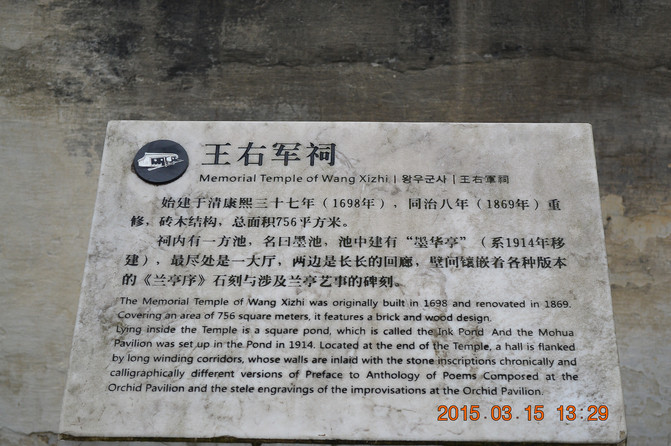 王右军祠
Memorial Temple of Wang Xizhi | 왕우군사 | 王右軍祠
始建于清康熙三十七年（1698年），同治八年（1869年）重
修，砖木结构，总面积756平方米。
祠内有一方池，名曰墨池，池中建有“墨华亭”（系1914年移
建），最尽处是一大厅，两边是长长的回廊，壁间镶嵌着各种版本
的《兰亭序》石刻与涉及兰亭艺事的碑刻。
The Memorial Temple of Wang Xizhi was originally built in 1698 and renovated in 1869.
Covering an area of 756 square meters, it features a brick and wood design.
Lying inside the Temple is a square pond, which is called the Ink Pond And the Mohua
Pavilion was set up in the Pond in 1914. Located at the end of the Temple, a hall is flanked
by long winding corridors, whose walls are inlaid with the stone inscriptions chronically and
calligraphically different versions of Preface to Anthology of Poems Composed at the
Orchid Pavilion and the stele engravings of the improvisations at the Orchid Pavilion.
2015.03.15 13:29